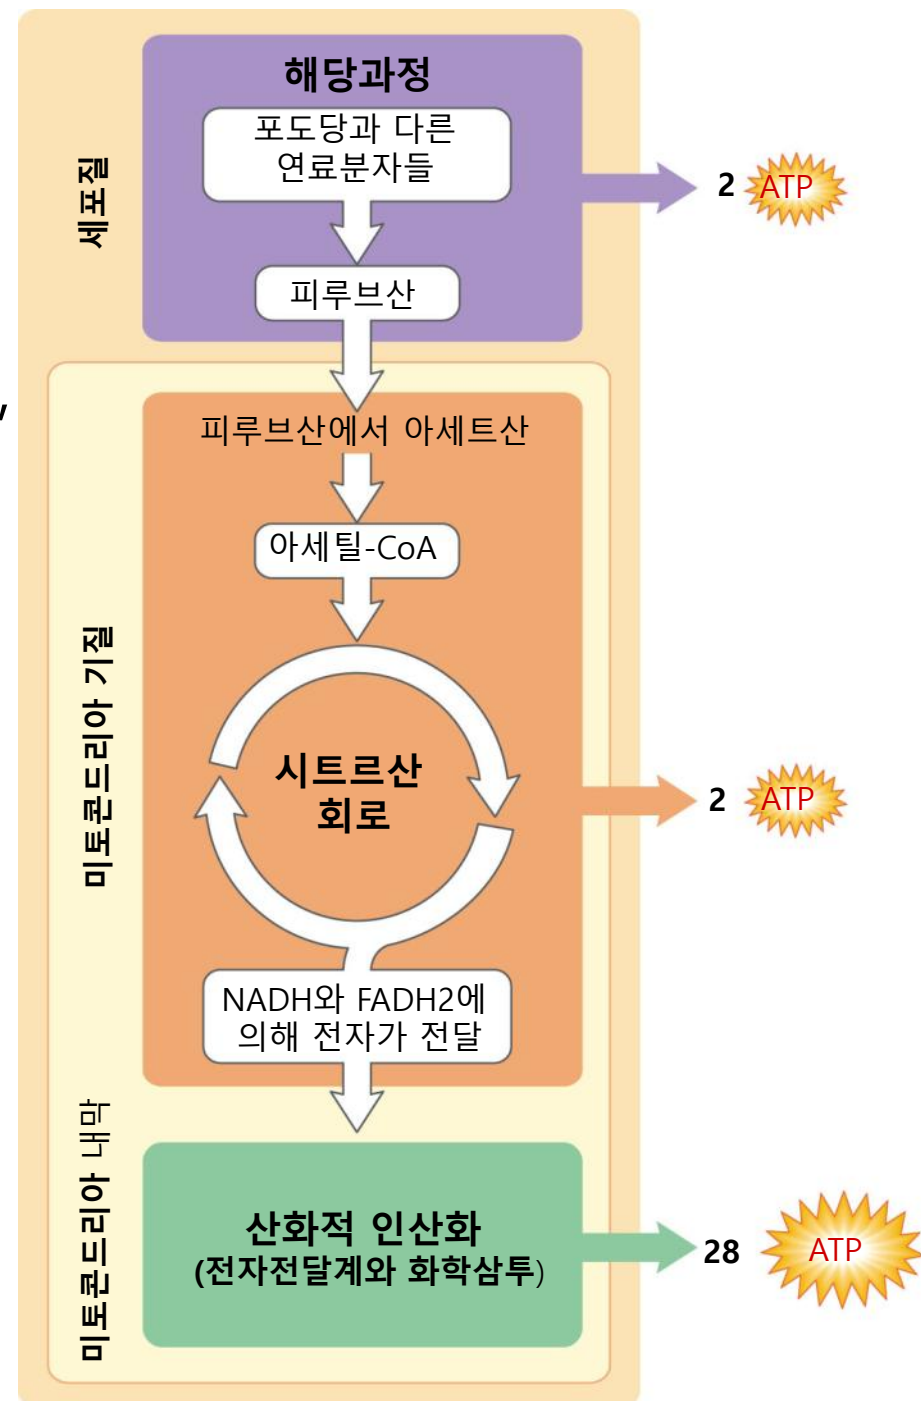 해당과정
포도당과 다른
연료분자들
피루브산
세포질
2 ATP
피루브산에서 아세트산
아세틸-CoA
시트르산
회로
NADH와 FADH2에
의해 전자가 전달
미토콘드리아 기질
2 ATP
산화적 인산화
(전자전달계와 화학삼투)
미토콘드리아 내막
28 ATP